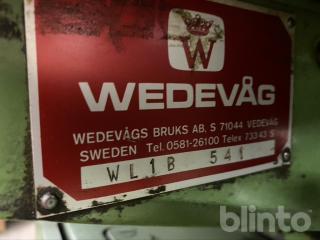 W
WEDEVÅG
WEDEVÅGS BRUKS AB. S 71044 VEDEVÅG
SWEDEN Tel. 0581-26100 Telex 73343 S
WL1B 541
blinto